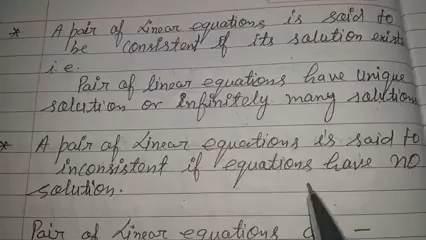 * A pair of Linear equations is said to
be consistent if its solution exists
i.e.
Pair of linear equations have unique
solution or Infinitely many solutions
* A pair of Linear equations is said to
inconsistent if equations have no
solution.
Pair of Linear equations